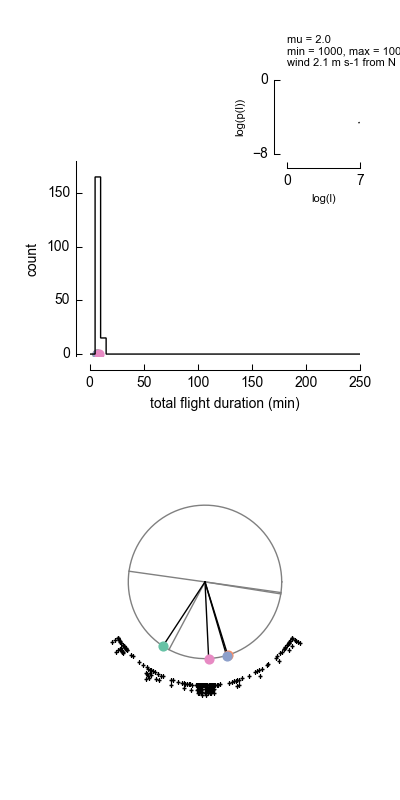 mu = 2.0
min = 1000, max = 100
wind 2.1 m s-1 from N
0
log(p(l))
−8
0
7
log(l)
150
100
50
0
count
0
50
100
150
200
250
total flight duration (min)